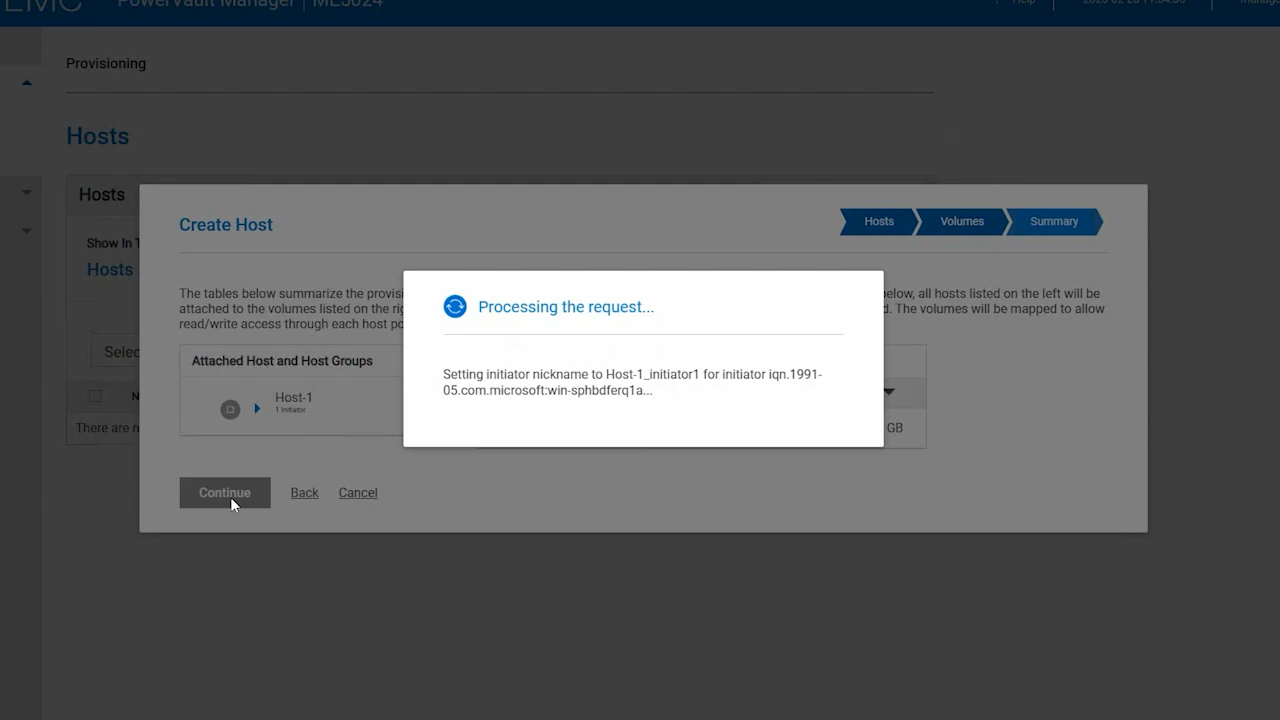 EMC PowerVault Manager | ME5024
Help
Provisioning
Hosts
Hosts
Create Host
Hosts
Volumes
Summary
Show In T
Hosts
Processing the request...
The tables below summarize the provisi
below, all hosts listed on the left will be
attached to the volumes listed on the rig
d. The volumes will be mapped to allow
read/write access through each host po
Selec
Attached Host and Host Groups
Setting initiator nickname to Host-1_initiator1 for initiator iqn.1991-
05.com.microsoft:win-sphbdferq1a...
N
Host-1
1 Initiator
There are n
GB
Continue
Back
Cancel